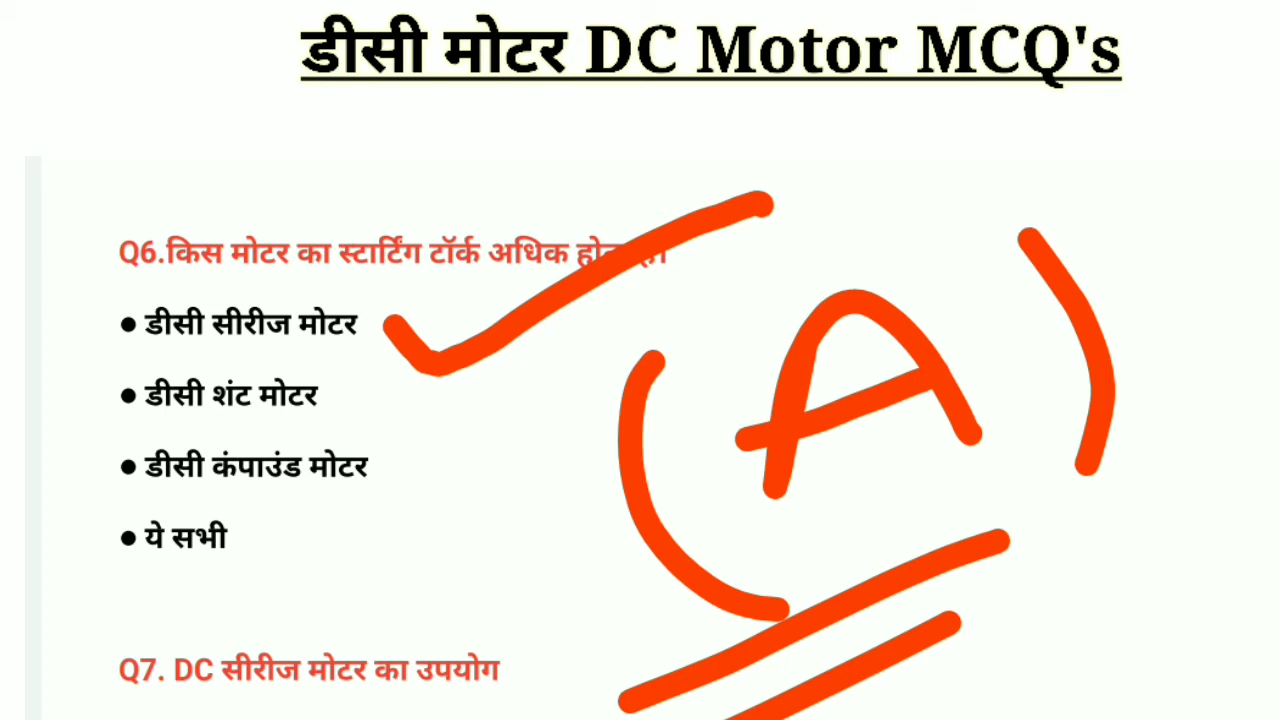 डीसी मोटर DC Motor MCQ's
Q6.किस मोटर का स्टार्टिंग टॉर्क अधिक
● डीसी सीरीज मोटर
(A)
● डीसी शंट मोटर
● डीसी कंपाउंड मोटर
● ये सभी
Q7. DC सीरीज मोटर का उपयोग